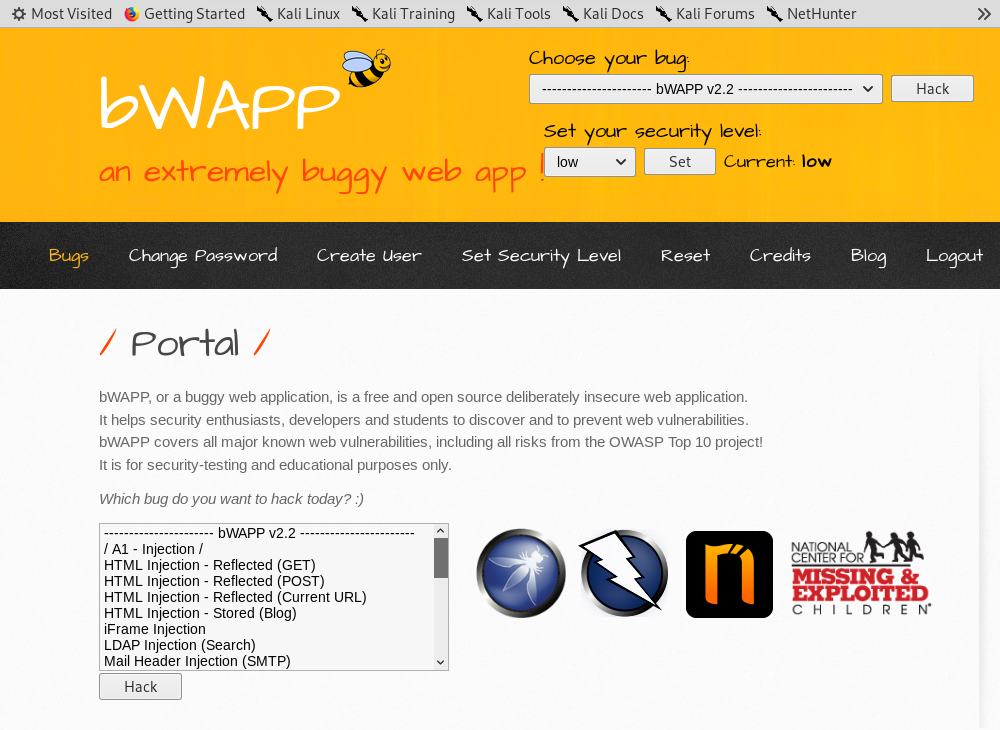 Most Visited Getting Started Kali Linux Kali Training Kali Tools Kali Docs Kali Forums NetHunter
bWAPP
an extremely buggy web app !
Choose your bug:
---------------------- bWAPP v2.2 ----------------------- Hack
Set your security level:
low Set Current: low
Bugs Change Password Create User Set Security Level Reset Credits Blog Logout
/ Portal /
bWAPP, or a buggy web application, is a free and open source deliberately insecure web application.
It helps security enthusiasts, developers and students to discover and to prevent web vulnerabilities.
bWAPP covers all major known web vulnerabilities, including all risks from the OWASP Top 10 project!
It is for security-testing and educational purposes only.
Which bug do you want to hack today? :)
---------------------- bWAPP v2.2 -----------------------
/ A1 - Injection /
HTML Injection - Reflected (GET)
HTML Injection - Reflected (POST)
HTML Injection - Reflected (Current URL)
HTML Injection - Stored (Blog)
iFrame Injection
LDAP Injection (Search)
Mail Header Injection (SMTP)
Hack
n
NATIONAL
CENTER FOR
MISSING &
EXPLOITED
CHILDREN®